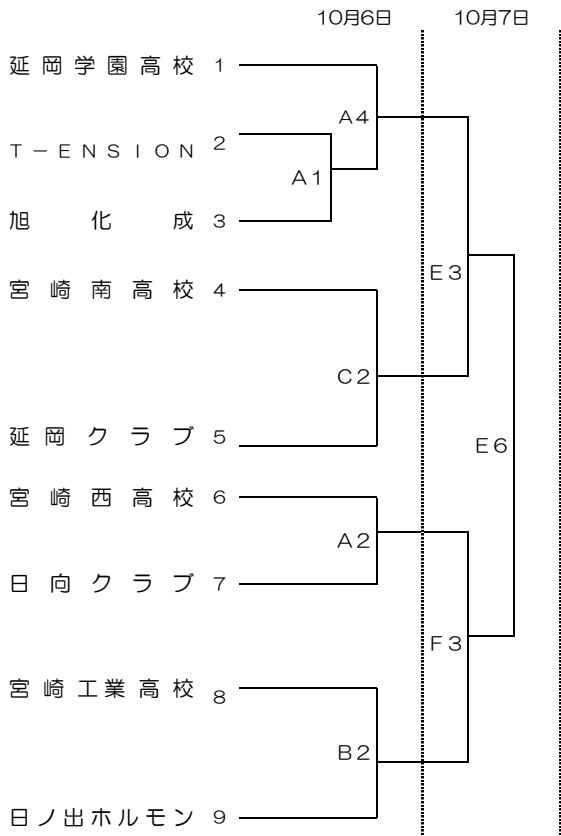 10月6日 10月7日
延岡学園高校 1
A4
T－ENSION 2
A1
旭化成 3
E3
宮崎南高校 4
C2
延岡クラブ 5
E6
宮崎西高校 6
A2
日向クラブ 7
F3
宮崎工業高校 8
B2
日ノ出ホルモン 9